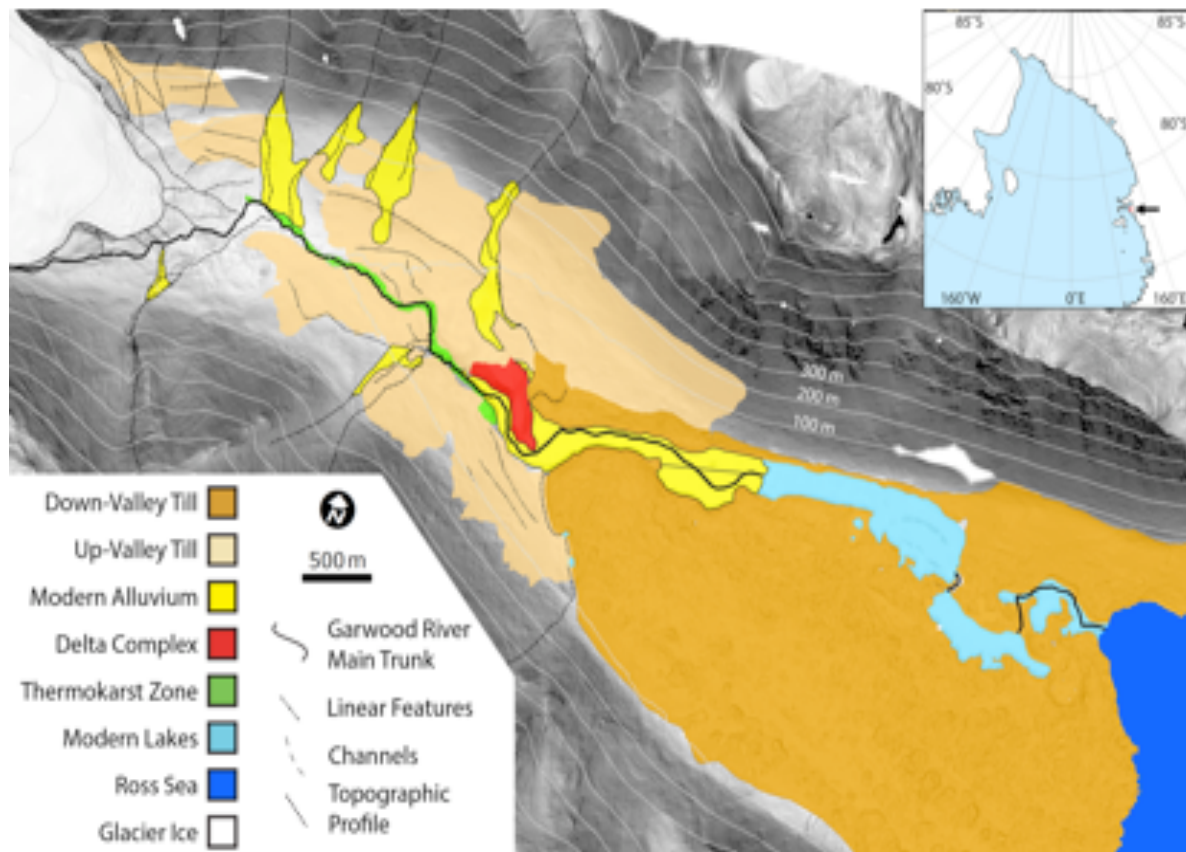 85°S
85°S
80°S
80°S
160°W
0°E
160°E
300 m
200 m
100 m
Down-Valley Till
Up-Valley Till
Modern Alluvium
Delta Complex
Thermokarst Zone
Modern Lakes
Ross Sea
Glacier Ice
N
500 m
Garwood River
Main Trunk
Linear Features
Channels
Topographic
Profile